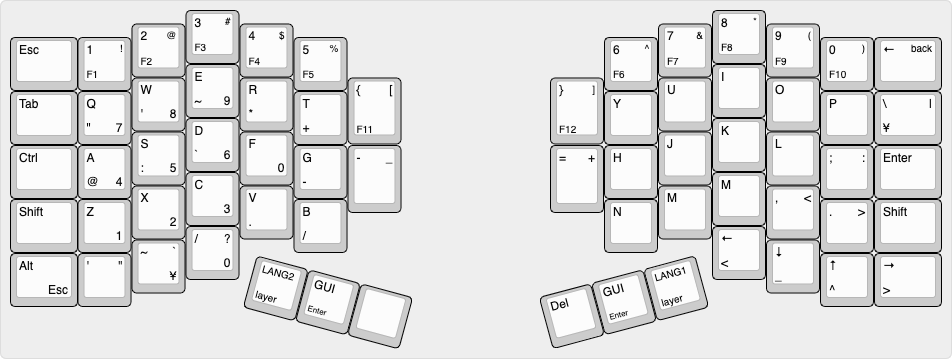 Esc
1 !
F1
2 @
F2
3 #
F3
4 $
F4
5 %
F5
6 ^
F6
7 &
F7
8 *
F8
9 (
F9
0 )
F10
← back
Tab
Q
" 7
W
' 8
E
~ 9
R
*
T
+
{ [
F11
} ]
F12
Y
U
I
O
P
\ |
¥
Ctrl
A
@ 4
S
: 5
D
` 6
F
0
G
-
- _
= +
H
J
K
L
; :
Enter
Shift
Z
1
X
2
C
3
V
.
B
/
N
M
M
, <
. >
Shift
Alt
Esc
' "
~ `
¥
/ ?
0
LANG2
layer
GUI
Enter
Del
GUI
Enter
LANG1
layer
←
<
↓
_
↑
^
→
>